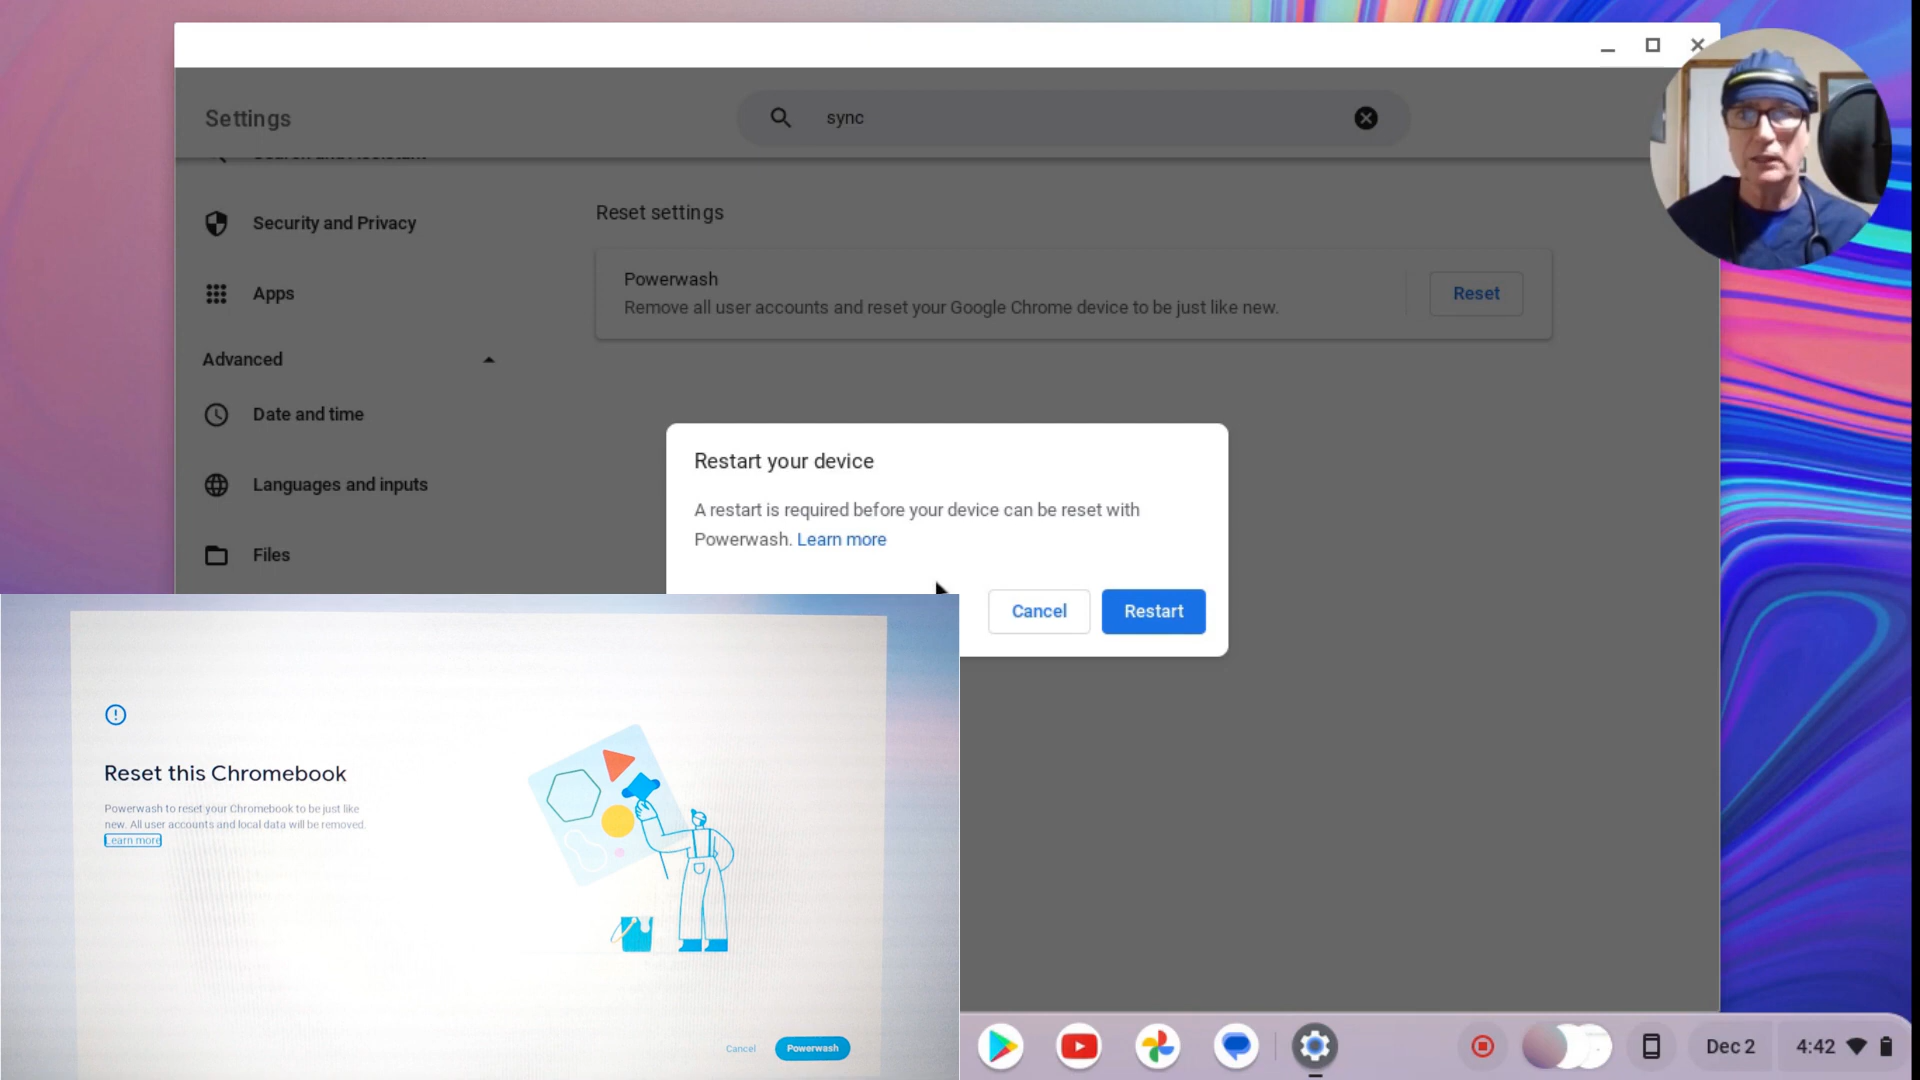 Settings
sync
Search and Assistant
Security and Privacy
Apps
Advanced
Date and time
Languages and inputs
Files
Reset settings
Powerwash
Remove all user accounts and reset your Google Chrome device to be just like new.
Reset
Restart your device
A restart is required before your device can be reset with
Powerwash. Learn more
Cancel
Restart
Reset this Chromebook
Powerwash to reset your Chromebook to be just like
new. All user accounts and local data will be removed.
Learn more
Cancel
Powerwash
Dec 2
4:42